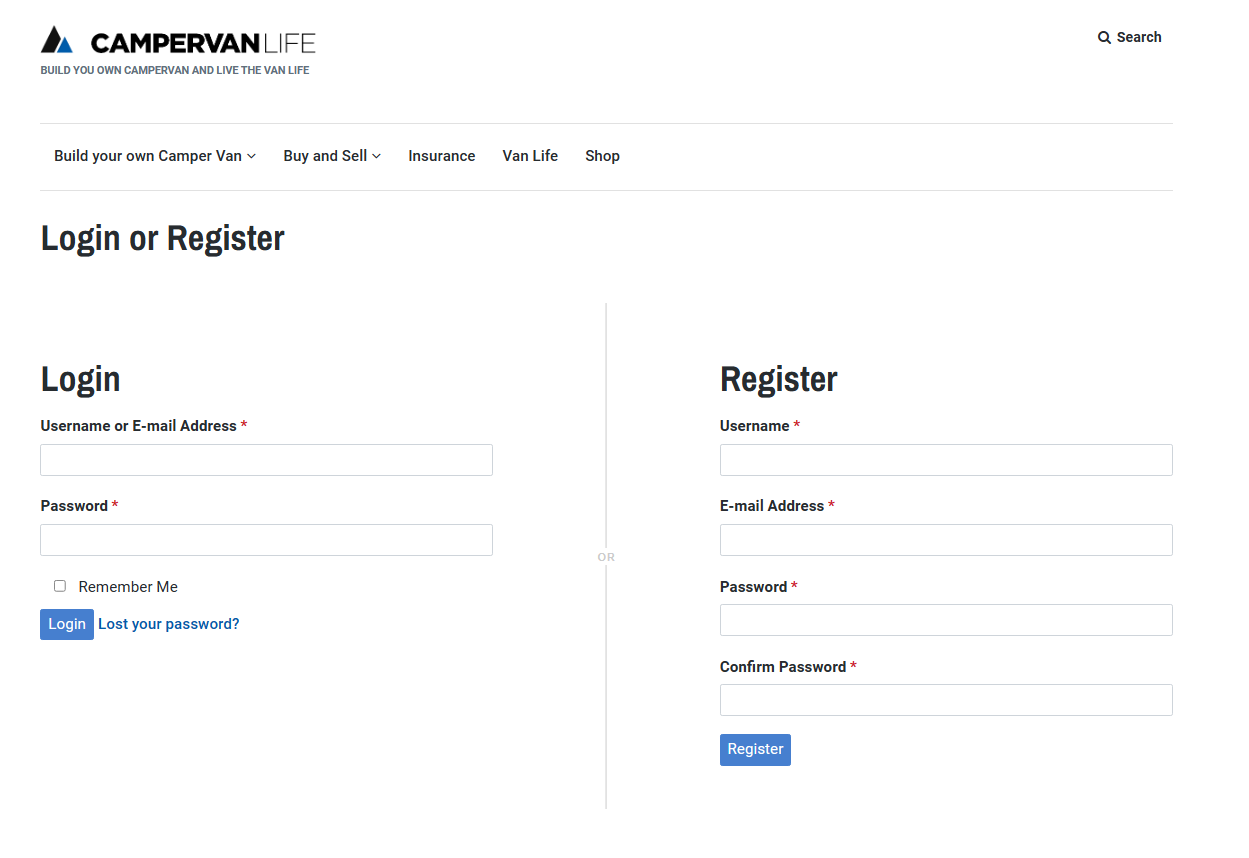 CAMPERVANLIFE
Search
BUILD YOU OWN CAMPERVAN AND LIVE THE VAN LIFE
Build your own Camper Van
Buy and Sell
Insurance
Van Life
Shop
Login or Register
Login
Username or E-mail Address *
Password *
Remember Me
Login Lost your password?
OR
Register
Username *
E-mail Address *
Password *
Confirm Password *
Register